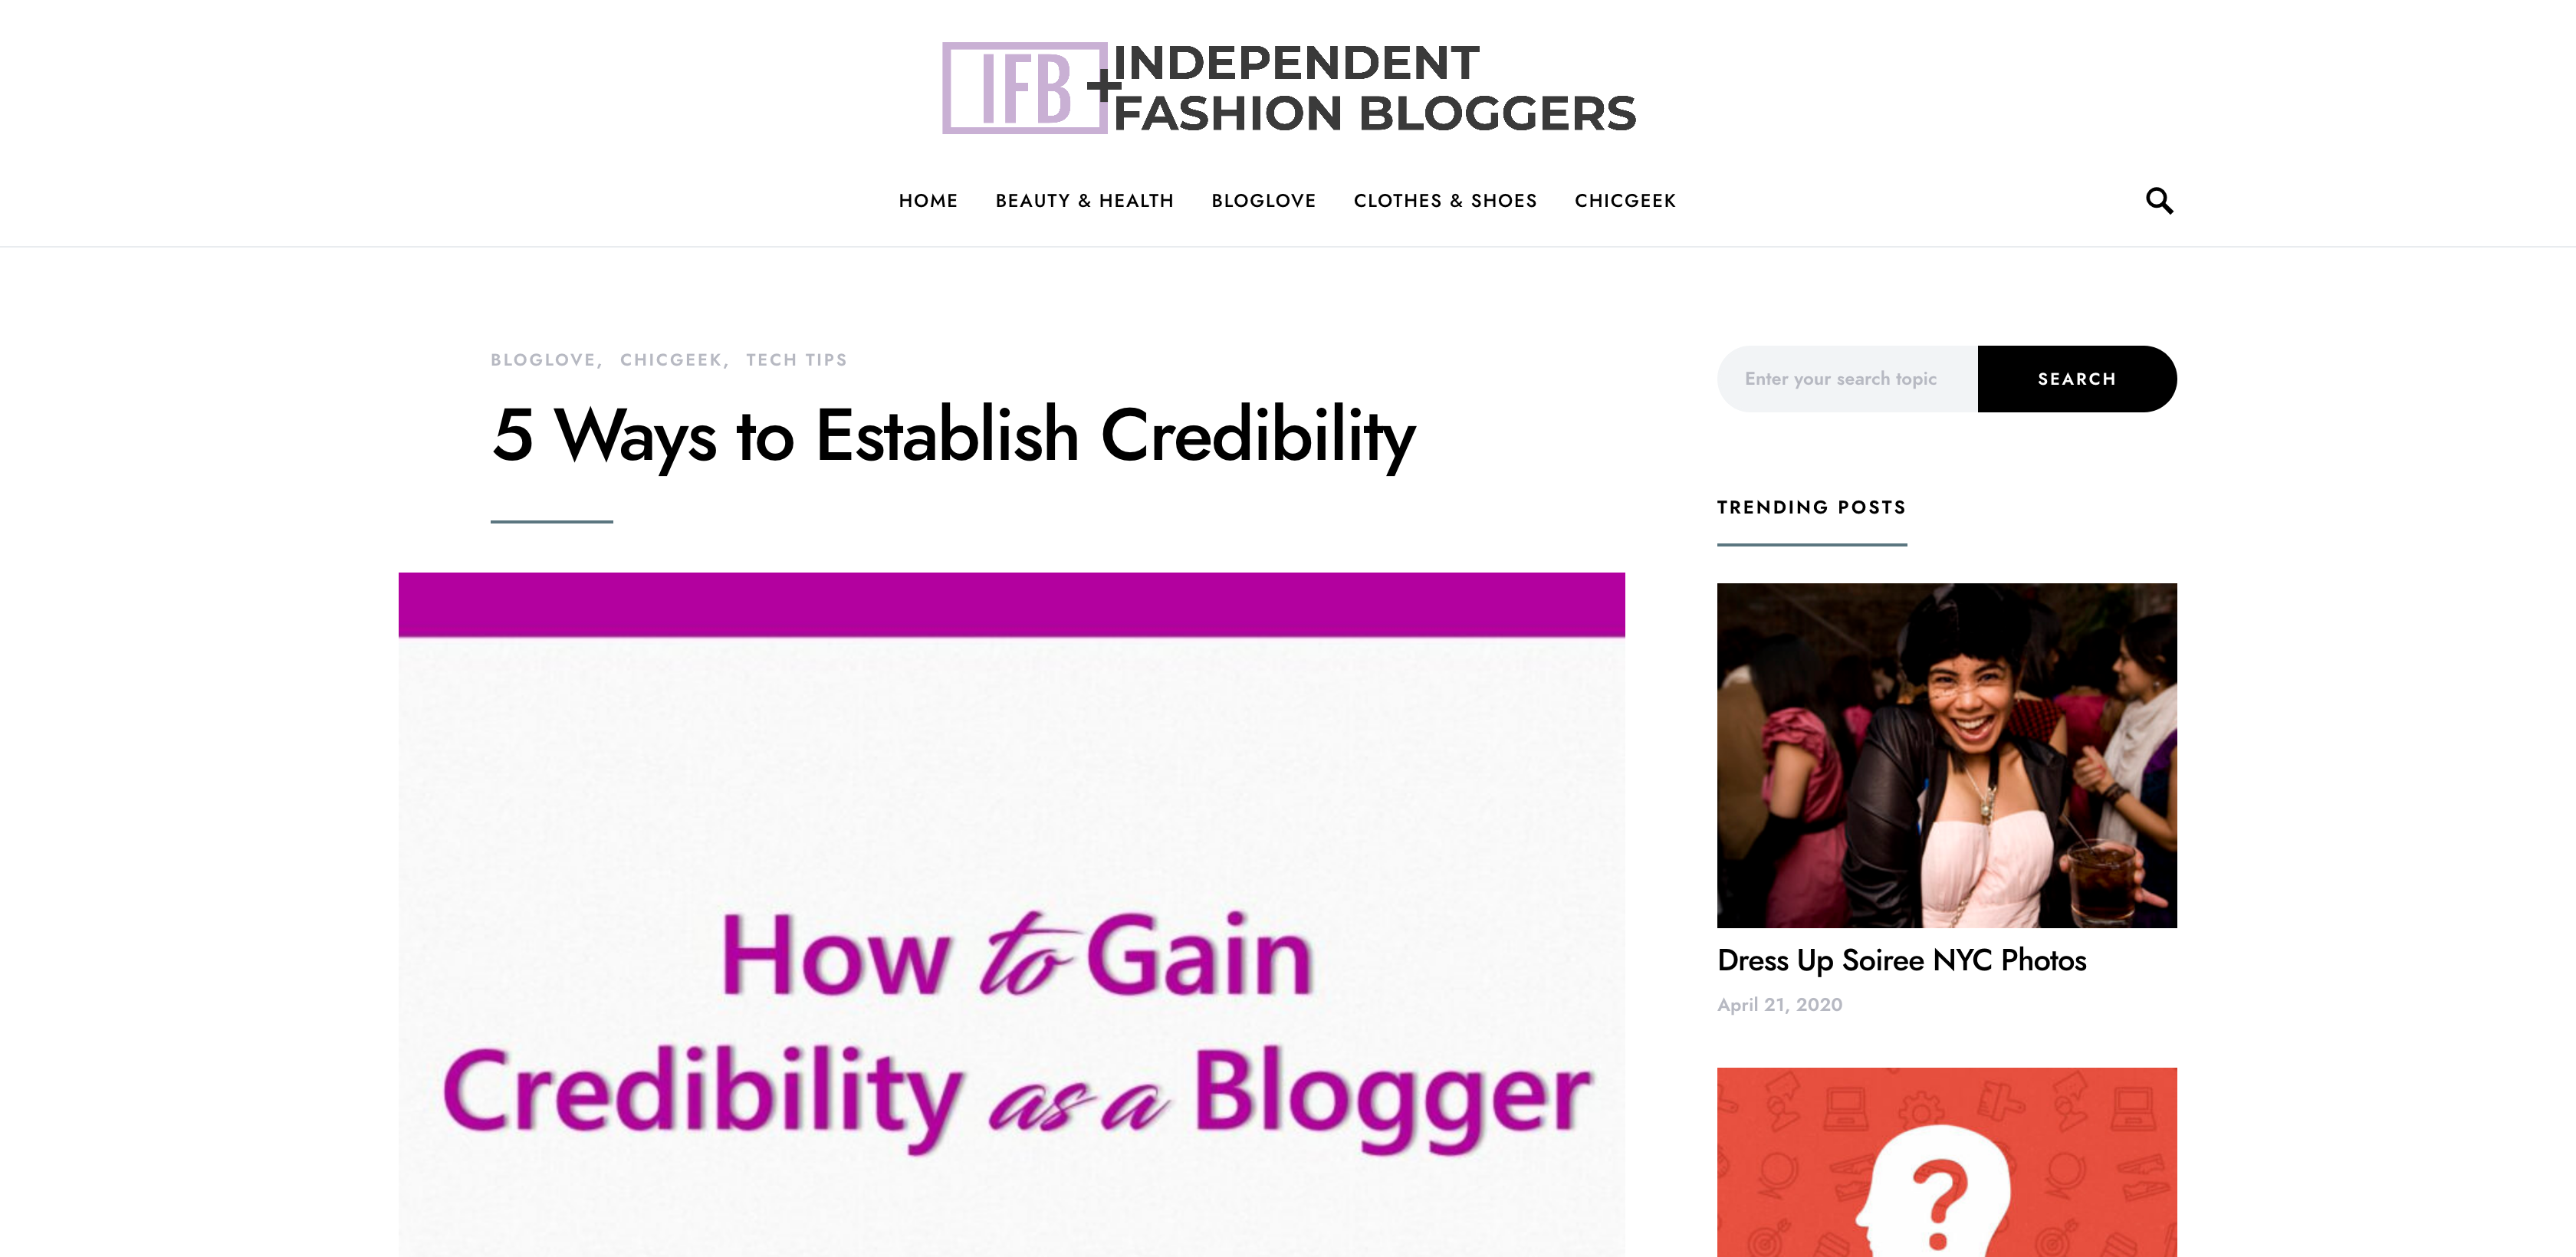 IFB+
INDEPENDENT
FASHION BLOGGERS
HOME BEAUTY & HEALTH BLOGLOVE CLOTHES & SHOES CHICGEEK
BLOGLOVE, CHICGEEK, TECH TIPS
5 Ways to Establish Credibility
How to Gain
Credibility as a Blogger
Enter your search topic SEARCH
TRENDING POSTS
Dress Up Soiree NYC Photos
April 21, 2020
?